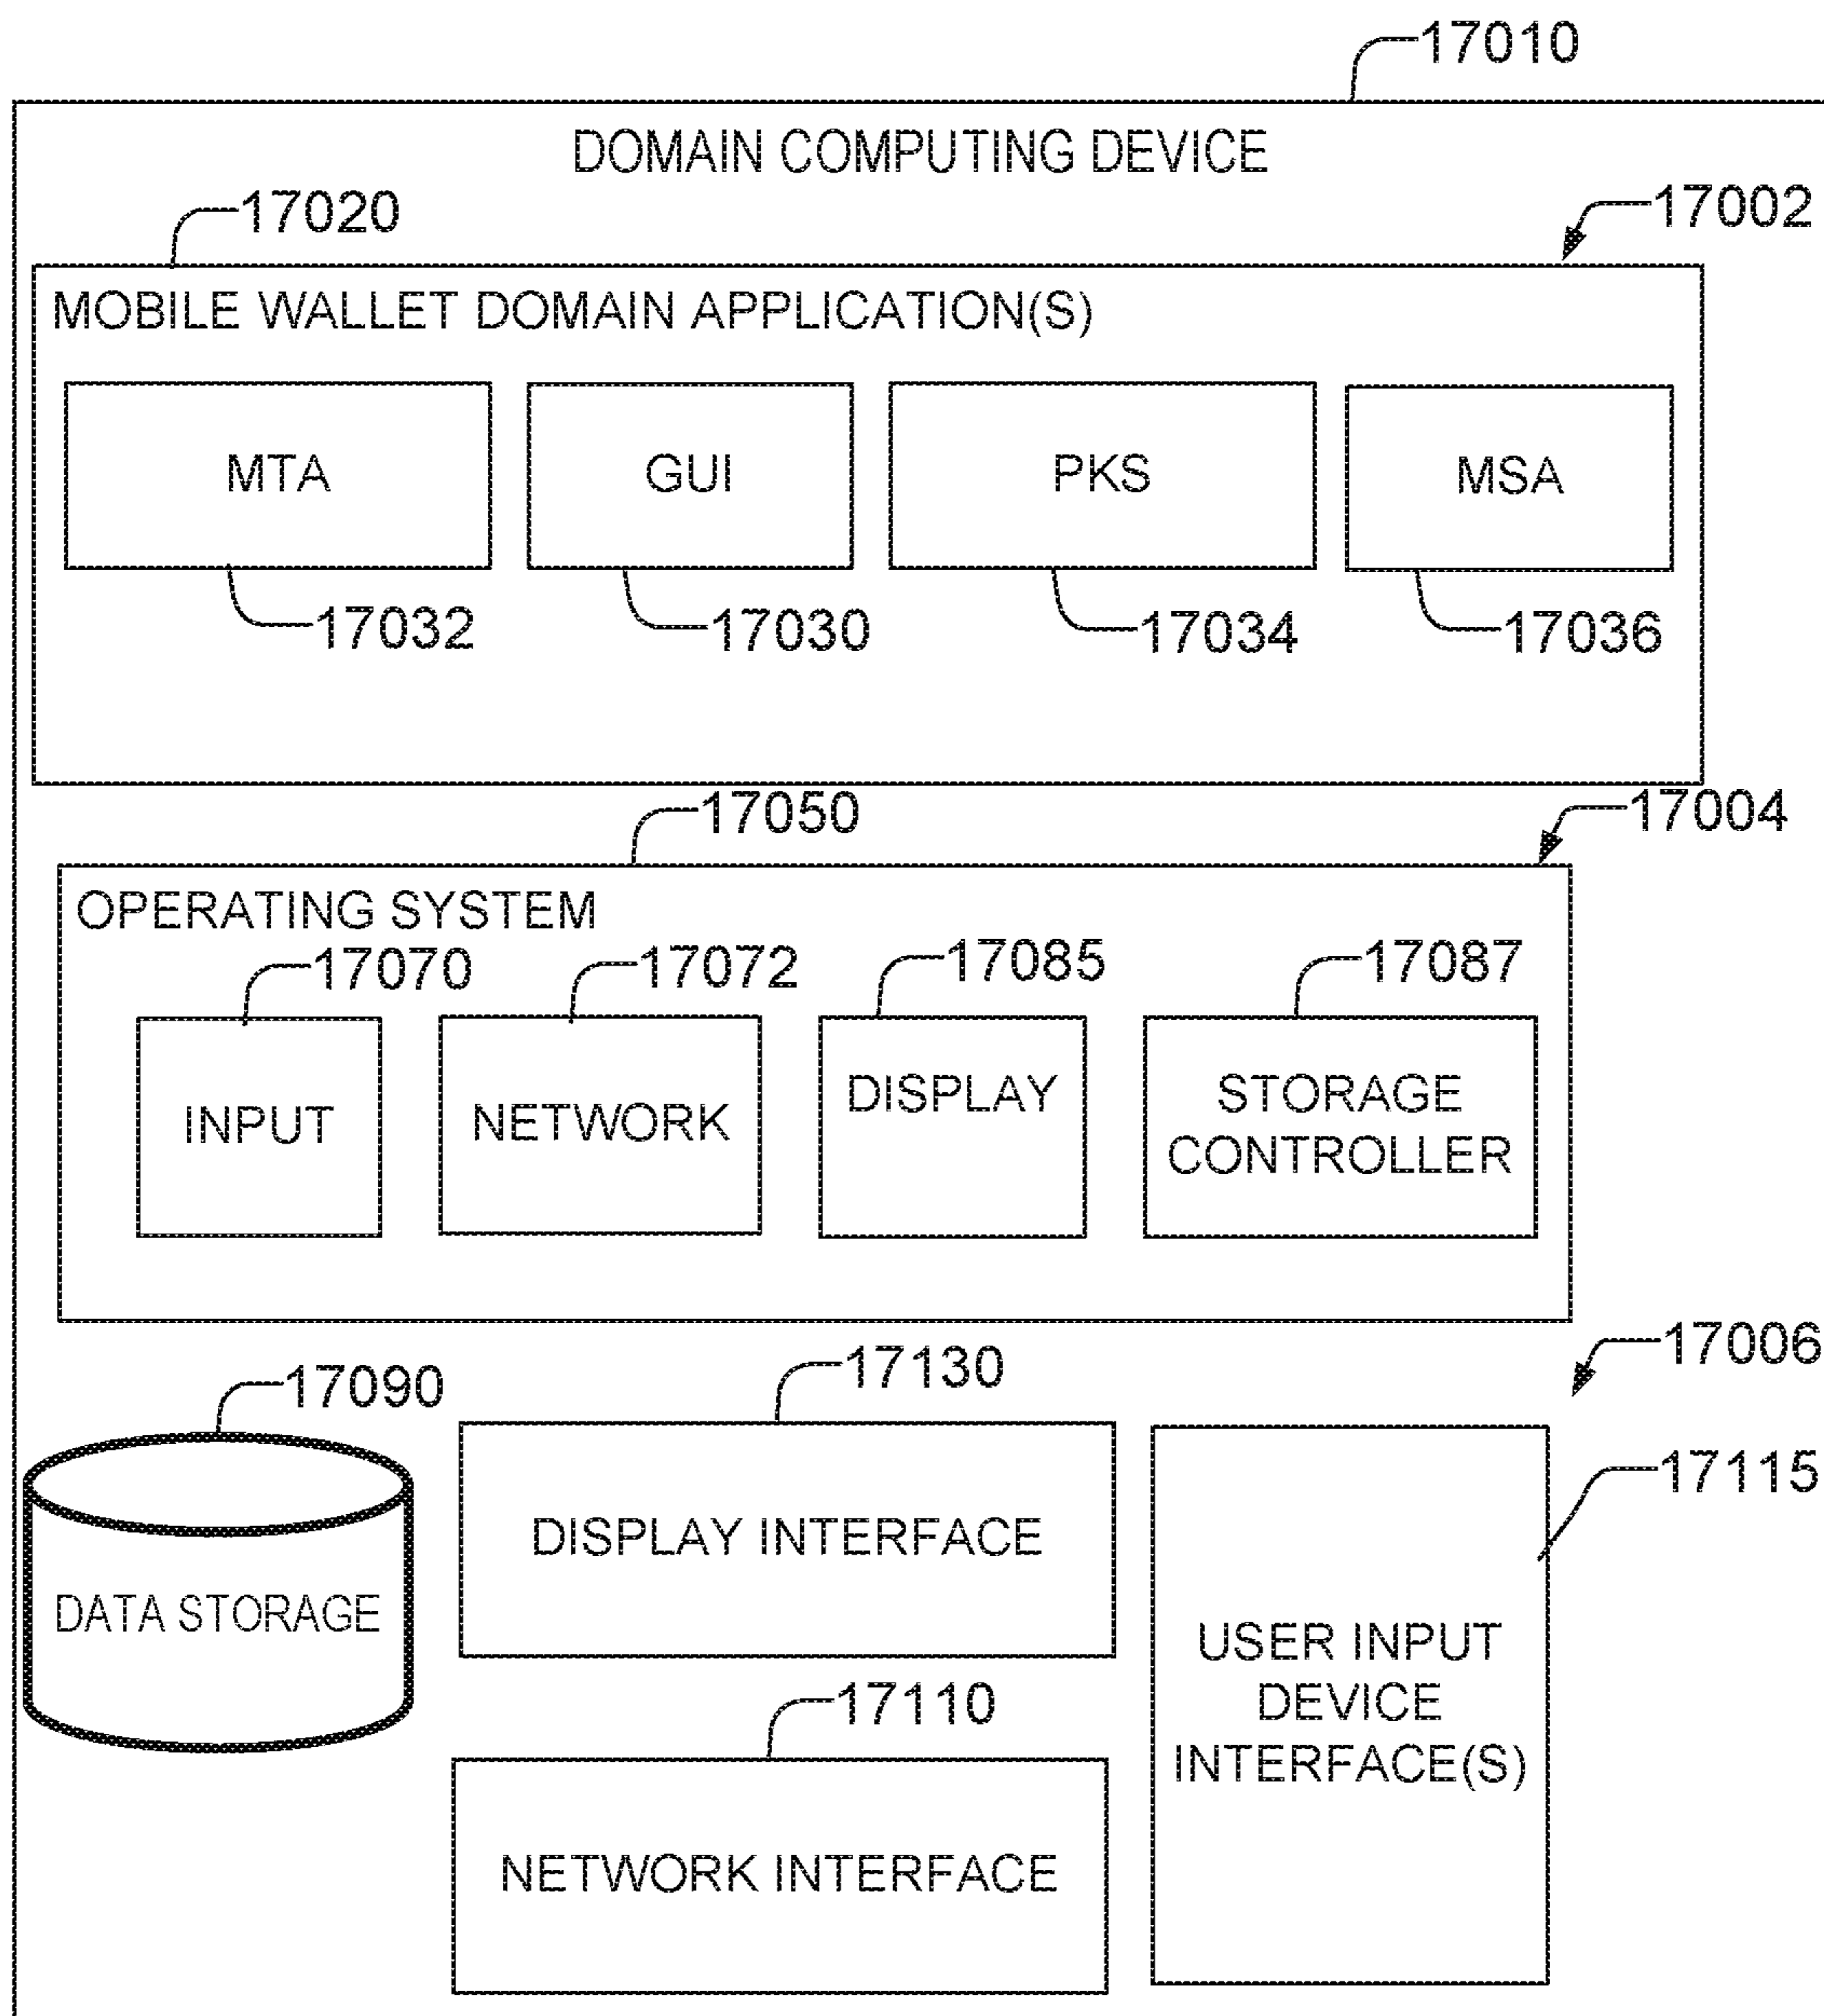 17010
DOMAIN COMPUTING DEVICE
17020
17002
MOBILE WALLET DOMAIN APPLICATION(S)
MTA
GUI
PKS
MSA
17032
17030
17034
17036
17050
17004
OPERATING SYSTEM
17070
17072
17085
17087
INPUT
NETWORK
DISPLAY
STORAGE
CONTROLLER
17006
17090
17130
17115
DATA STORAGE
DISPLAY INTERFACE
USER INPUT
DEVICE
INTERFACE(S)
17110
NETWORK INTERFACE